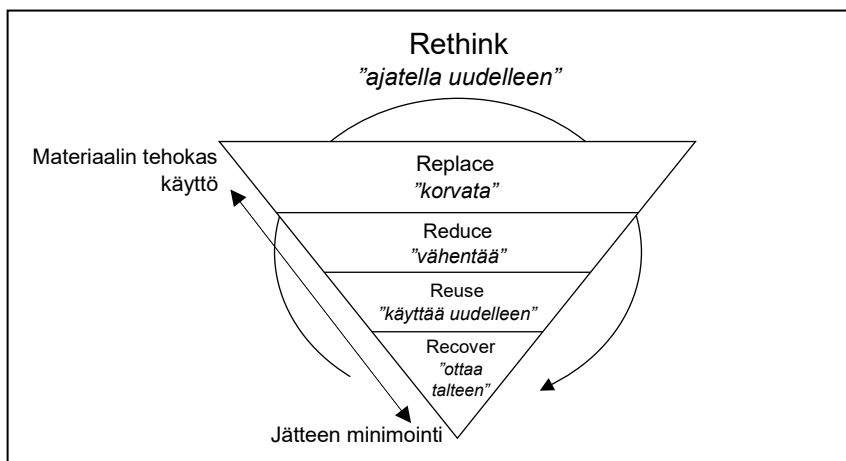 Rethink
”ajatella uudelleen”
Materiaalin tehokas
käyttö
Replace
”korvata”
Reduce
”vähentää”
Reuse
”käyttää uudelleen”
Recover
”ottaa
talteen”
Jätteen minimointi